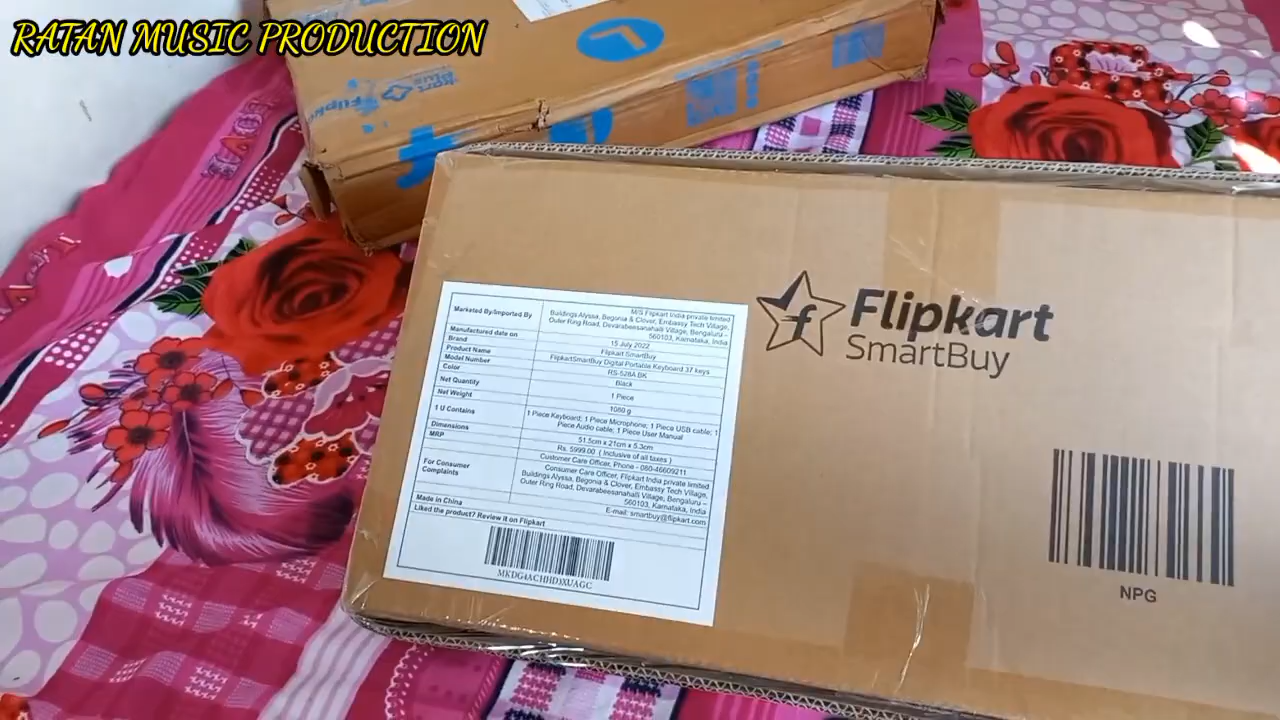 RATAN MUSIC PRODUCTION
Flipkart
SmartBuy
Marketed By/Imported By
M/S Flipkart India private limited
Buildings Alyssa, Begonia & Clover, Embassy Tech Village,
Outer Ring Road, Devarabeesanahalli Village, Bengaluru –
560103, Karnataka, India
Manufactured date on 15 July 2022
Brand Flipkart SmartBuy
Product Name FlipkartSmartBuy Digital Portable Keyboard 37 keys
Model Number RS-528A BK
Color Black
Net Quantity 1 Piece
Net Weight 1080 g
1 U Contains 1 Piece Keyboard; 1 Piece Microphone; 1 Piece USB cable; 1
Piece Audio cable; 1 Piece User Manual
Dimensions 51.5cm x 21cm x 5.3cm
MRP Rs. 5999.00 ( Inclusive of all taxes )
For Consumer
Complaints
Customer Care Officer, Phone - 080-46609211
Consumer Care Officer, Flipkart India private limited
Buildings Alyssa, Begonia & Clover, Embassy Tech Village,
Outer Ring Road, Devarabeesanahalli Village, Bengaluru –
560103, Karnataka, India
E-mail: smartbuy@flipkart.com
Made in China
Liked the product? Review it on Flipkart
NPG